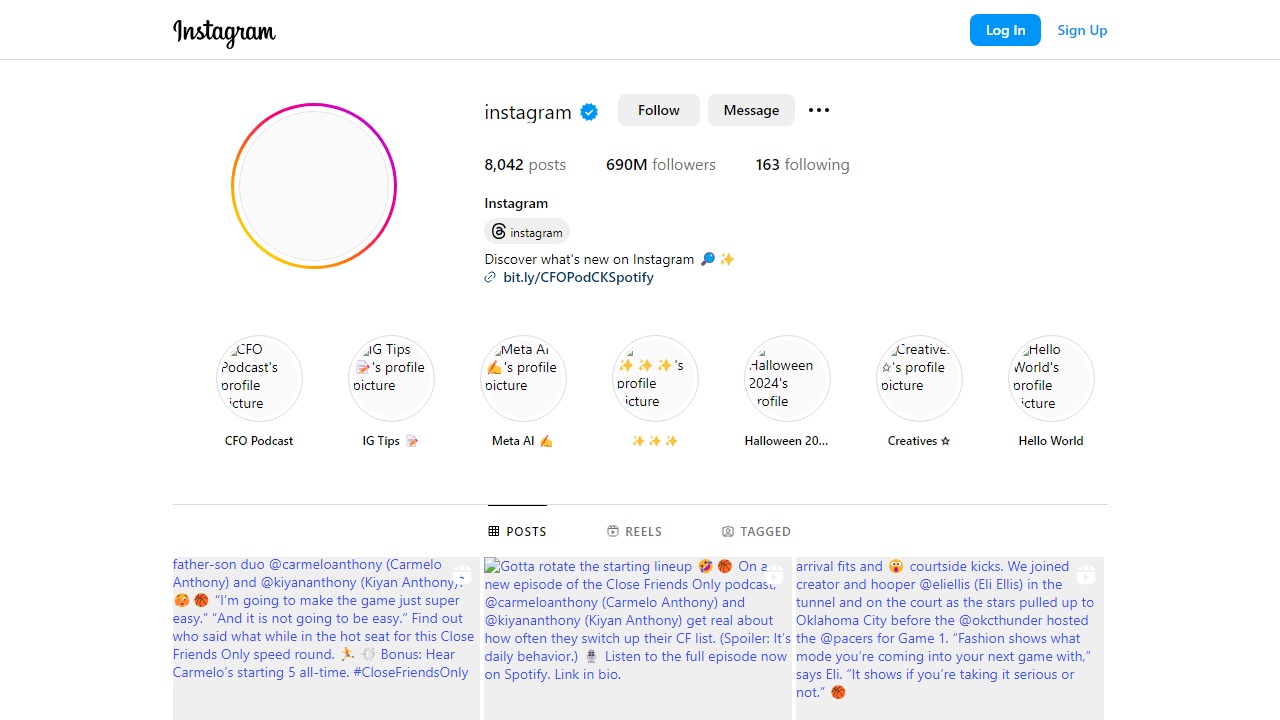 Instagram
Log In
Sign Up
instagram
Follow
Message
8,042 posts
690M followers
163 following
Instagram
instagram
Discover what's new on Instagram 🔎 ✨
bit.ly/CFOPodCKSpotify
CFO
Podcast's
profile
picture
IG Tips
📝's profile
picture
Meta AI
✍️'s profile
picture
✨✨✨'s
profile
picture
Halloween
2024's
profile
Creatives
☆'s profile
picture
Hello
World's
profile
picture
CFO Podcast
IG Tips 📝
Meta AI ✍️
✨✨✨
Halloween 20...
Creatives ☆
Hello World
POSTS
REELS
TAGGED
father-son duo @carmeloanthony (Carmelo
Anthony) and @kiyananthony (Kiyan Anthony)?
🫣 🏀 “I’m going to make the game just super
easy.” “And it is not going to be easy.” Find out
who said what while in the hot seat for this Close
Friends Only speed round. 🏃 💨 Bonus: Hear
Carmelo’s starting 5 all-time. #CloseFriendsOnly
Gotta rotate the starting lineup 🤣 🏀 On a
new episode of the Close Friends Only podcast,
@carmeloanthony (Carmelo Anthony) and
@kiyananthony (Kiyan Anthony) get real about
how often they switch up their CF list. (Spoiler: It’s
daily behavior.) 🎙️ Listen to the full episode now
on Spotify. Link in bio.
arrival fits and 😲 courtside kicks. We joined
creator and hooper @eliellis (Eli Ellis) in the
tunnel and on the court as the stars pulled up to
Oklahoma City before the @okcthunder hosted
the @pacers for Game 1. “Fashion shows what
mode you’re coming into your next game with,”
says Eli. “It shows if you’re taking it serious or
not.” 🏀